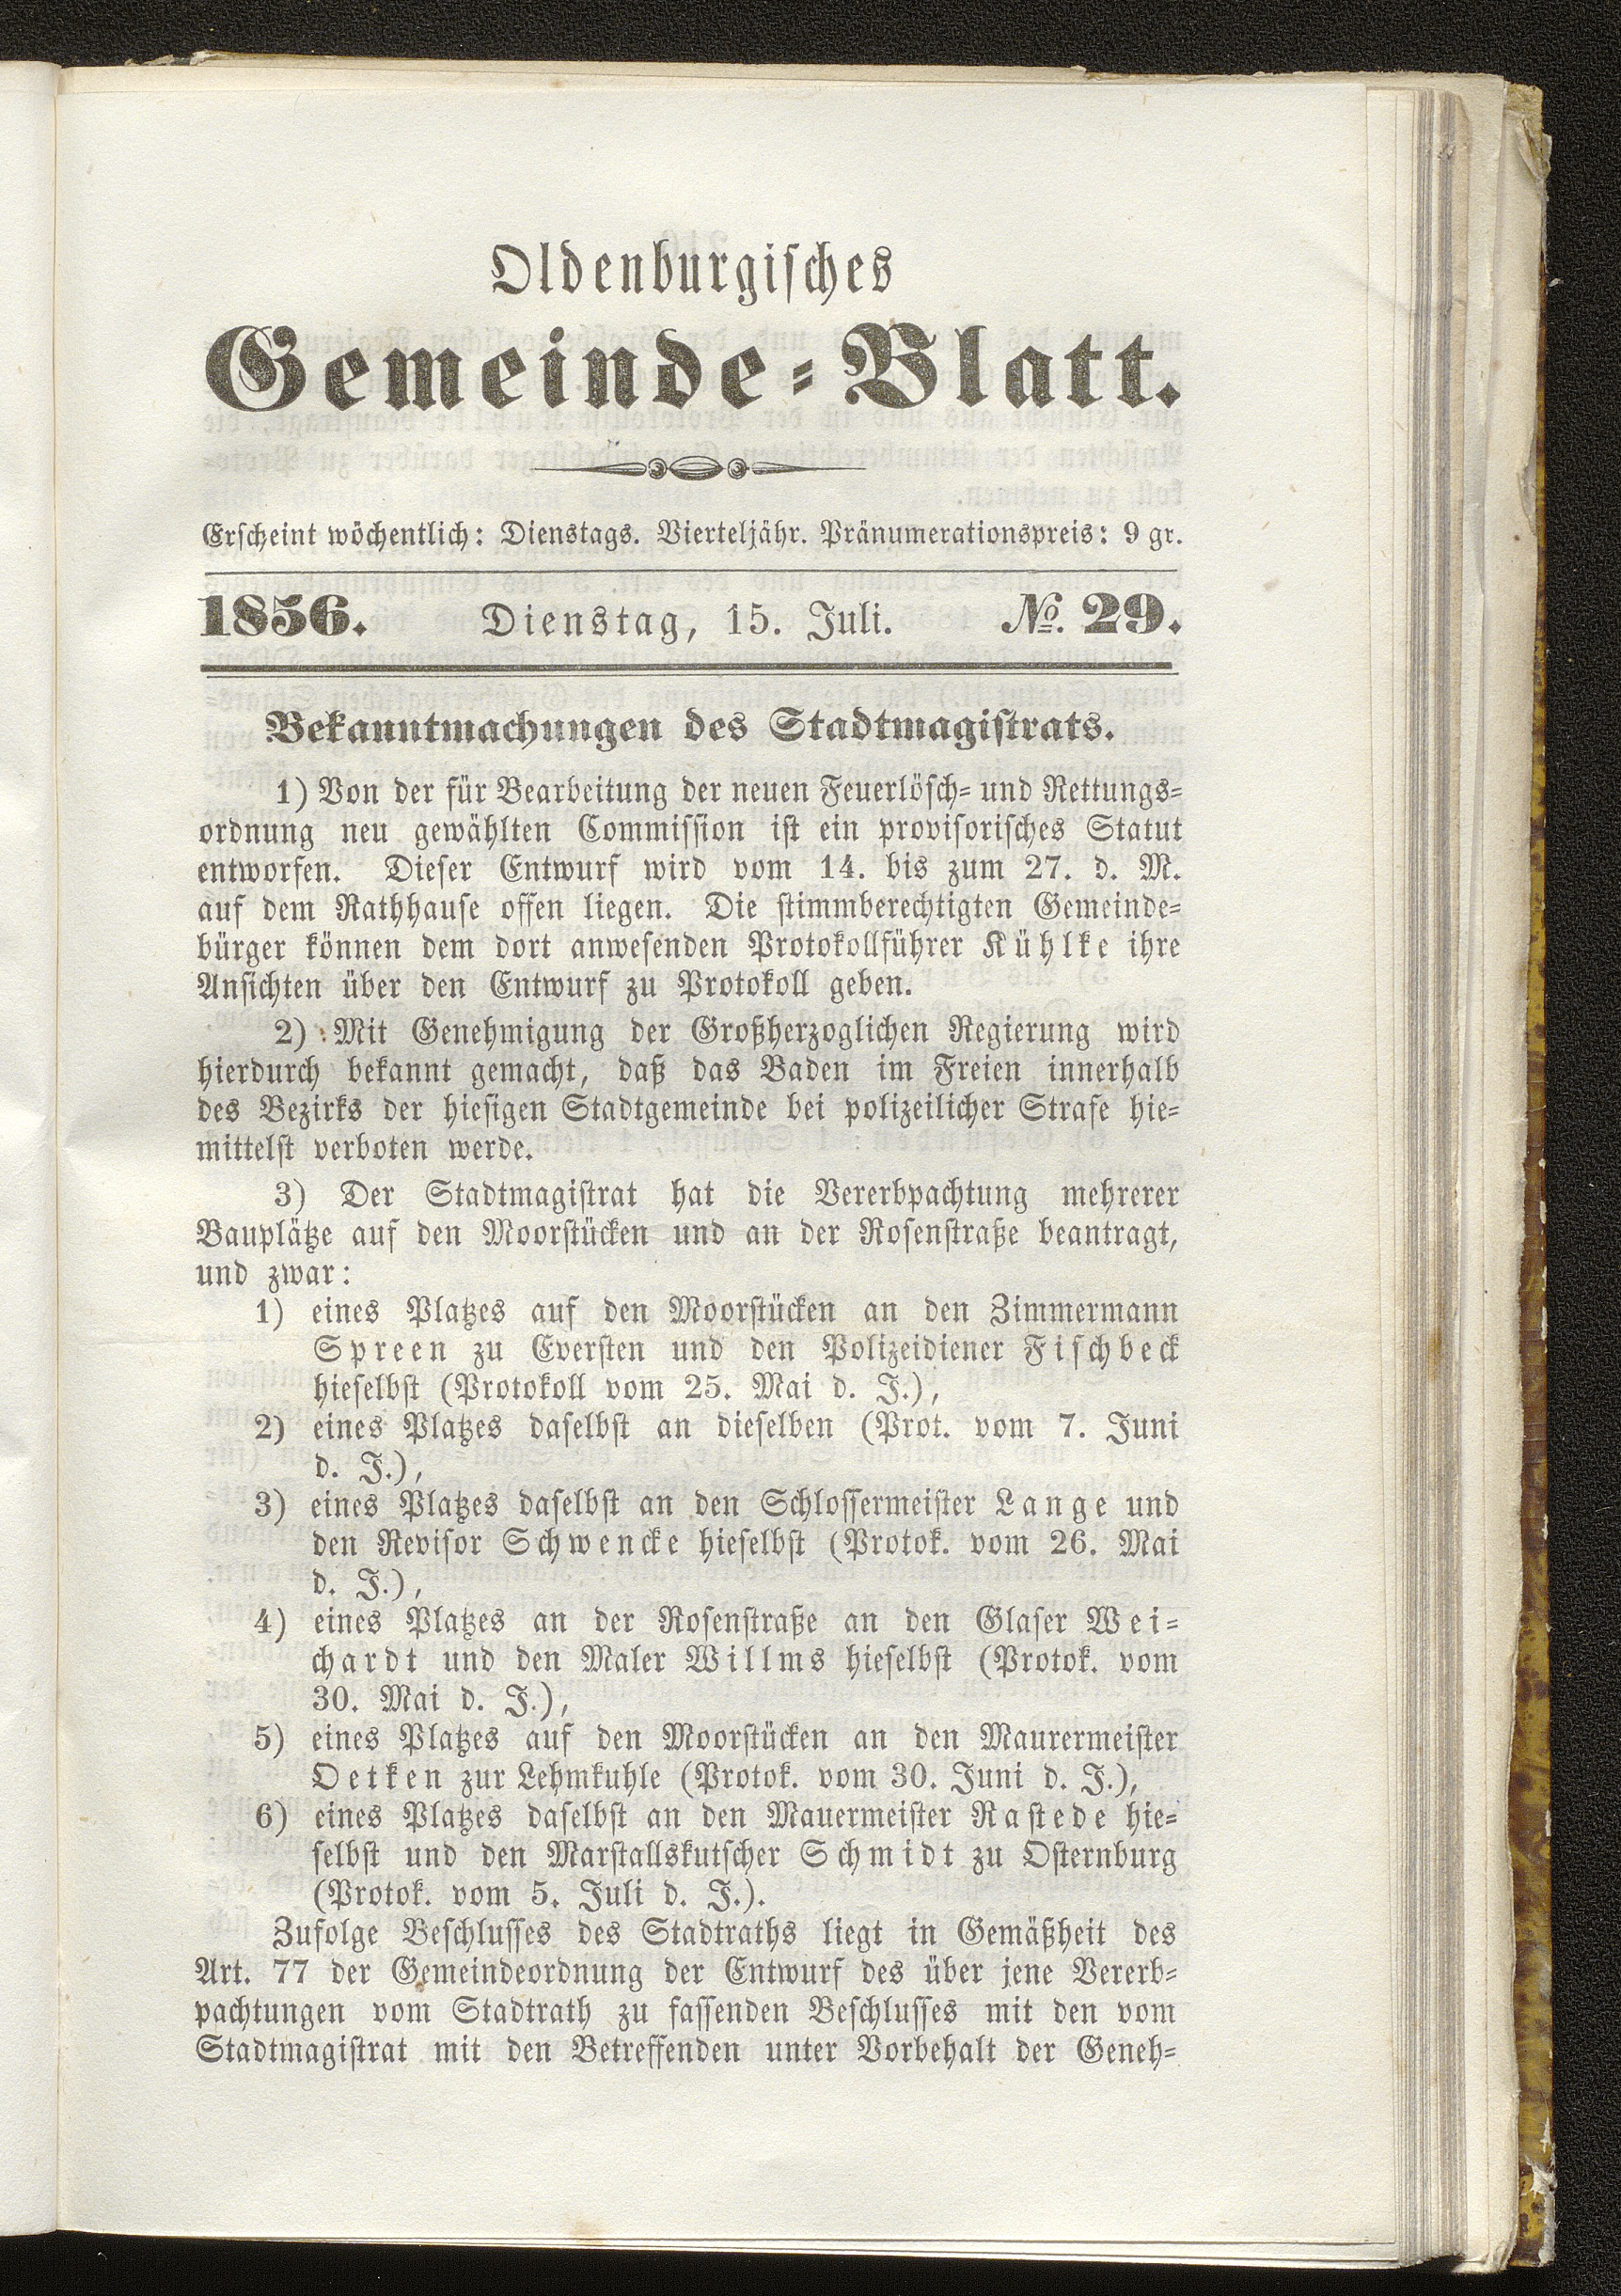 Oldenburgisches
Gemeinde-Blatt.
Erscheint wöchentlich: Dienstags. Vierteljähr. Pränumerationspreis: 9 gr.
1856. Dienstag, 15. Juli. No. 29.
Bekanntmachungen des Stadtmagistrats.
1) Von der für Bearbeitung der neuen Feuerlösch- und Rettungs-
ordnung neu gewählten Commission ist ein provisorisches Statut
entworfen. Dieser Entwurf wird vom 14. bis zum 27. d. M.
auf dem Rathhause offen liegen. Die stimmberechtigten Gemeinde-
bürger können dem dort anwesenden Protokollführer Kühlke ihre
Ansichten über den Entwurf zu Protokoll geben.
2) Mit Genehmigung der Großherzoglichen Regierung wird
hierdurch bekannt gemacht, daß das Baden im Freien innerhalb
des Bezirks der hiesigen Stadtgemeinde bei polizeilicher Strafe hie-
mittelst verboten werde.
3) Der Stadtmagistrat hat die Vererbpachtung mehrerer
Bauplätze auf den Moorstücken und an der Rosenstraße beantragt,
und zwar:
1) eines Platzes auf den Moorstücken an den Zimmermann
Spreen zu Eversten und den Polizeidiener Fischbeck
hieselbst (Protokoll vom 25. Mai d. J.),
2) eines Platzes daselbst an dieselben (Prot. vom 7. Juni
d. J.),
3) eines Platzes daselbst an den Schlossermeister Lange und
den Revisor Schwencke hieselbst (Protok. vom 26. Mai
d. J.),
4) eines Platzes an der Rosenstraße an den Glaser Wei-
chardt und den Maler Willms hieselbst (Protok. vom
30. Mai d. J.),
5) eines Platzes auf den Moorstücken an den Maurermeister
Oetken zur Lehmkuhle (Protok. vom 30. Juni d. J.),
6) eines Platzes daselbst an den Mauermeister Rastede hie-
selbst und den Marstallskutscher Schmidt zu Osternburg
(Protok. vom 5. Juli d. J.).
Zufolge Beschlusses des Stadtraths liegt in Gemäßheit des
Art. 77 der Gemeindeordnung der Entwurf des über jene Vererb-
pachtungen vom Stadtrath zu fassenden Beschlusses mit den vom
Stadtmagistrat mit den Betreffenden unter Vorbehalt der Geneh-